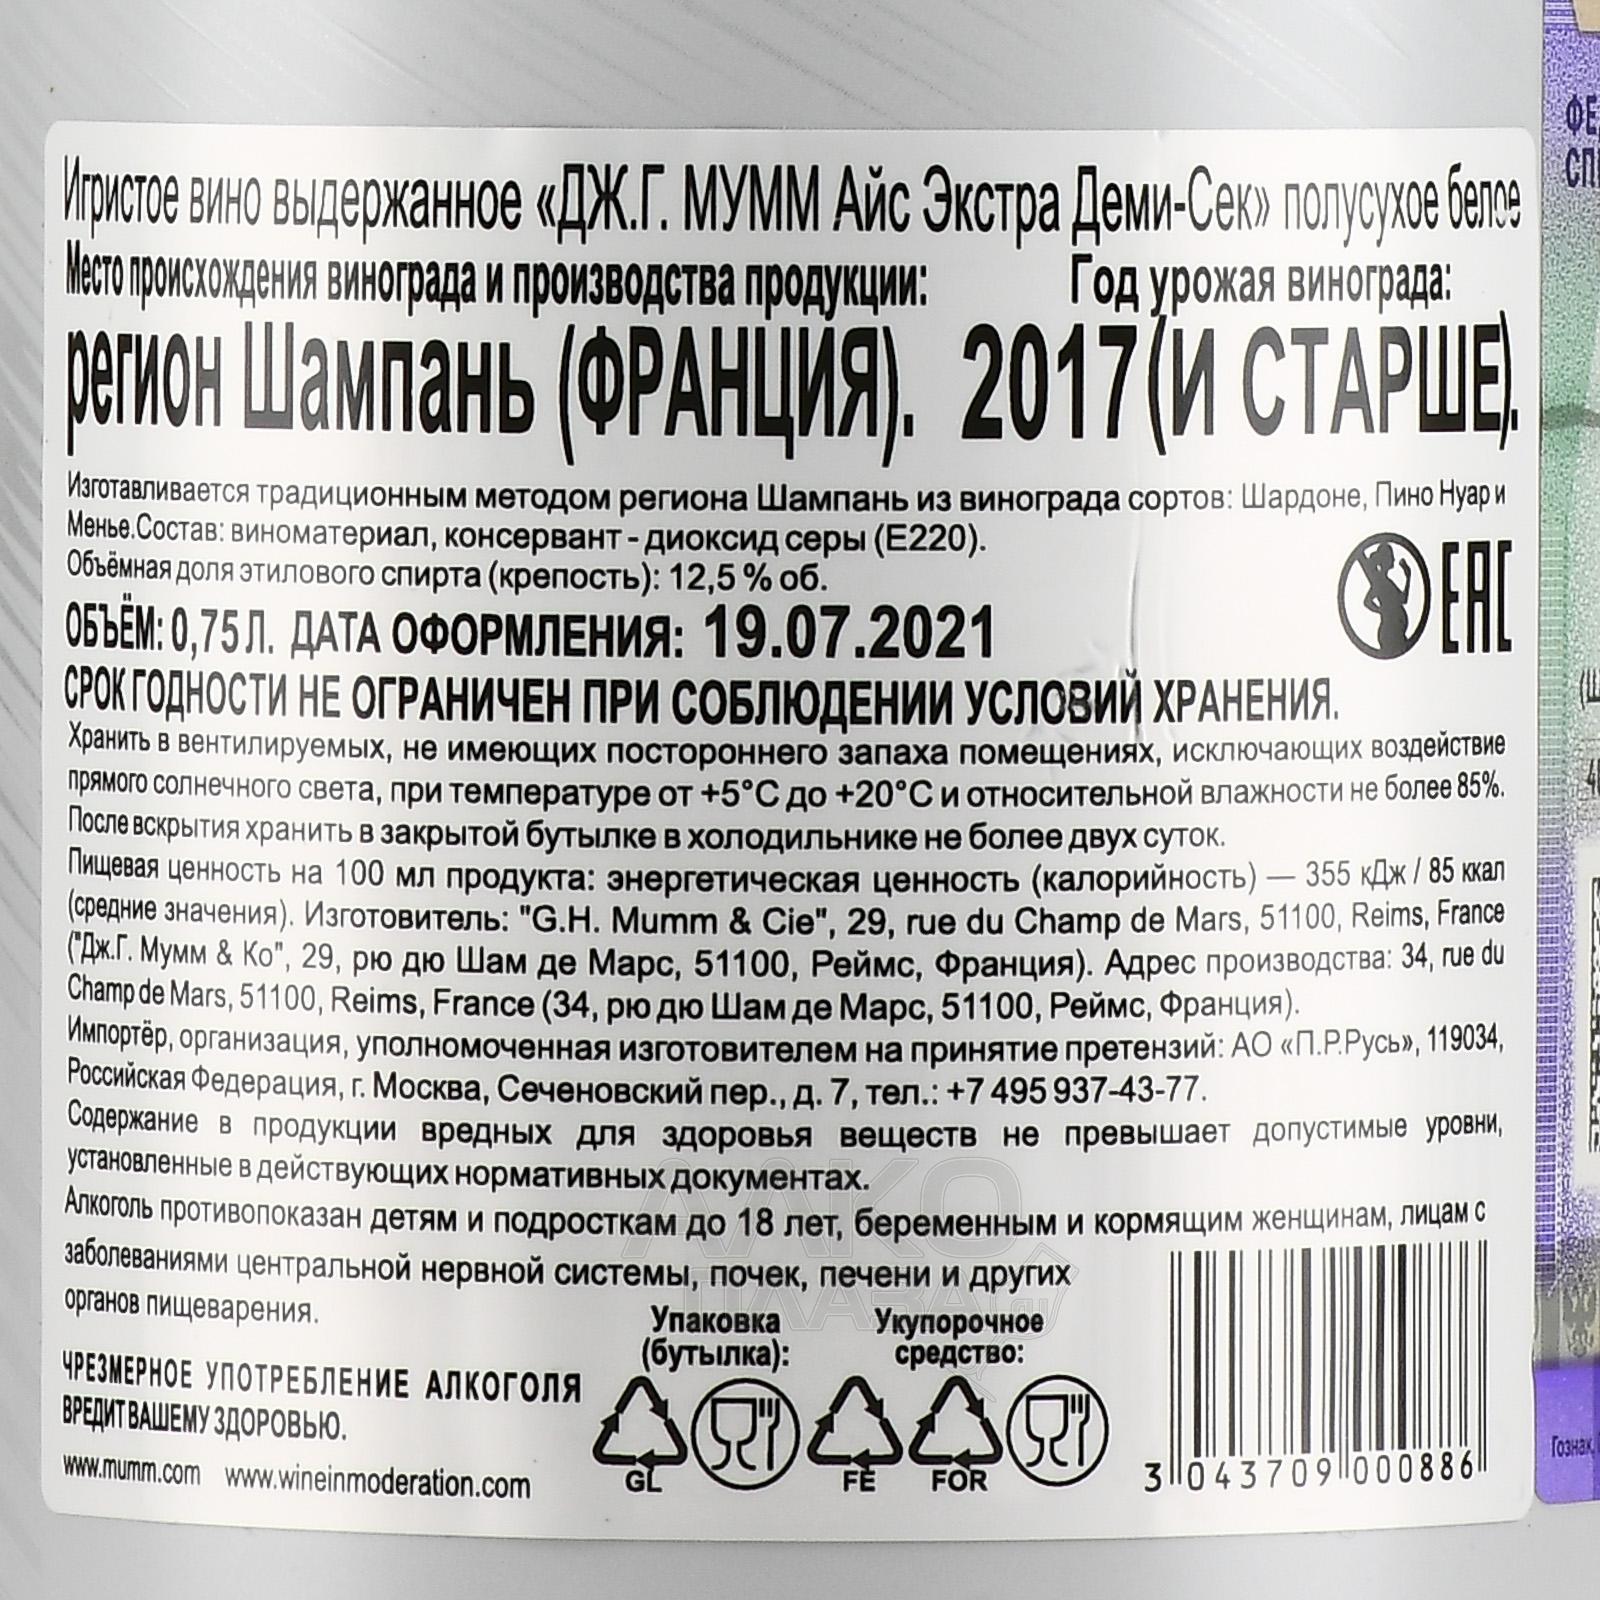 Игристое вино выдержанное «ДЖ.Г. МУММ Айс Экстра Деми-Сек» полусухое белое
Место происхождения винограда и производства продукции: Год урожая винограда:
регион Шампань (ФРАНЦИЯ). 2017 (И СТАРШЕ).
Изготавливается традиционным методом региона Шампань из винограда сортов: Шардоне, Пино Нуар и
Менье.Состав: виноматериал, консервант - диоксид серы (Е220).
Объёмная доля этилового спирта (крепость): 12,5 % об.
ОБЪЁМ: 0,75 Л. ДАТА ОФОРМЛЕНИЯ: 19.07.2021
EAC
СРОК ГОДНОСТИ НЕ ОГРАНИЧЕН ПРИ СОБЛЮДЕНИИ УСЛОВИЙ ХРАНЕНИЯ.
Хранить в вентилируемых, не имеющих постороннего запаха помещениях, исключающих воздействие
прямого солнечного света, при температуре от +5°С до +20°С и относительной влажности не более 85%.
После вскрытия хранить в закрытой бутылке в холодильнике не более двух суток.
Пищевая ценность на 100 мл продукта: энергетическая ценность (калорийность) — 355 кДж / 85 ккал
(средние значения). Изготовитель: "G.H. Mumm & Cie", 29, rue du Champ de Mars, 51100, Reims, France
("Дж.Г. Мумм & Ко", 29, рю дю Шам де Марс, 51100, Реймс, Франция). Адрес производства: 34, rue du
Champ de Mars, 51100, Reims, France (34, рю дю Шам де Марс, 51100, Реймс, Франция).
Импортёр, организация, уполномоченная изготовителем на принятие претензий: АО «П.Р.Русь», 119034,
Российская Федерация, г. Москва, Сеченовский пер., д. 7, тел.: +7 495 937-43-77.
Содержание в продукции вредных для здоровья веществ не превышает допустимые уровни,
установленные в действующих нормативных документах.
Алкоголь противопоказан детям и подросткам до 18 лет, беременным и кормящим женщинам, лицам с
заболеваниями центральной нервной системы, почек, печени и других
органов пищеварения.
Упаковка Укупорочное
(бутылка): средство:
ЧРЕЗМЕРНОЕ УПОТРЕБЛЕНИЕ АЛКОГОЛЯ
ВРЕДИТ ВАШЕМУ ЗДОРОВЬЮ.
GL FE FOR
www.mumm.com www.wineinmoderation.com
3 043709 000886
АЛКО
ПЛАЗА.ru
ФЕ
СП
Гознак